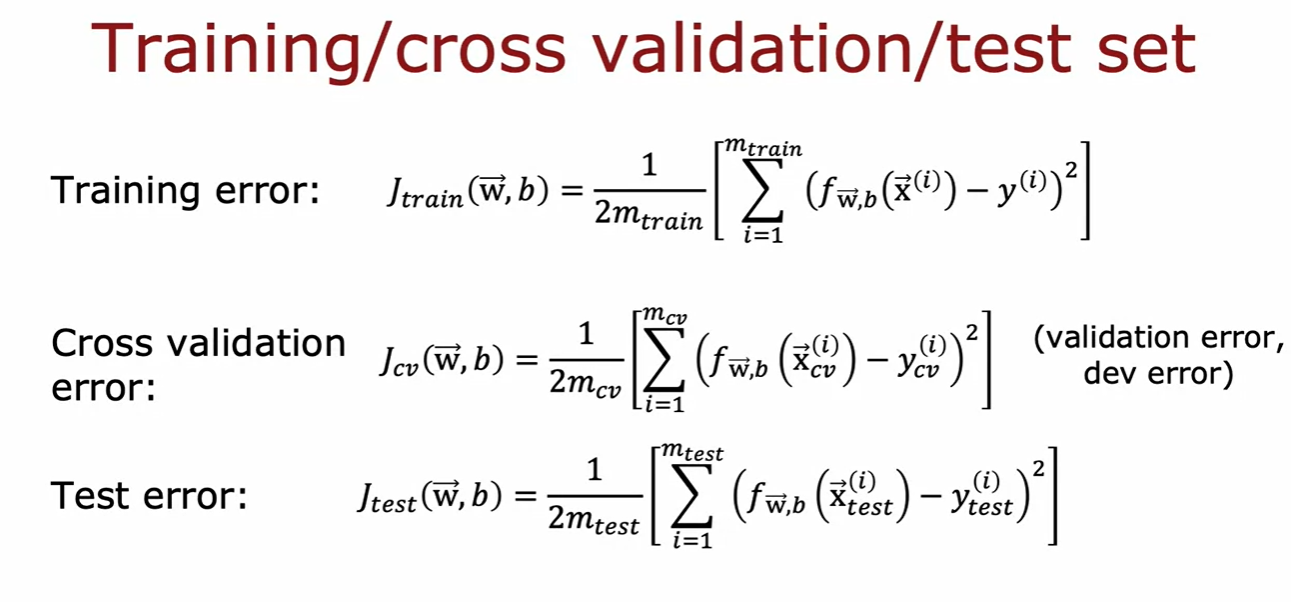 Training/cross validation/test set
Training error: $J_{train}(\vec{w}, b) = \frac{1}{2m_{train}} \left[ \sum_{i=1}^{m_{train}} \left( f_{\vec{w},b}(\vec{x}^{(i)}) - y^{(i)} \right)^2 \right]$
Cross validation error: $J_{cv}(\vec{w}, b) = \frac{1}{2m_{cv}} \left[ \sum_{i=1}^{m_{cv}} \left( f_{\vec{w},b}\left(\vec{x}_{cv}^{(i)}\right) - y_{cv}^{(i)} \right)^2 \right]$ (validation error, dev error)
Test error: $J_{test}(\vec{w}, b) = \frac{1}{2m_{test}} \left[ \sum_{i=1}^{m_{test}} \left( f_{\vec{w},b}\left(\vec{x}_{test}^{(i)}\right) - y_{test}^{(i)} \right)^2 \right]$